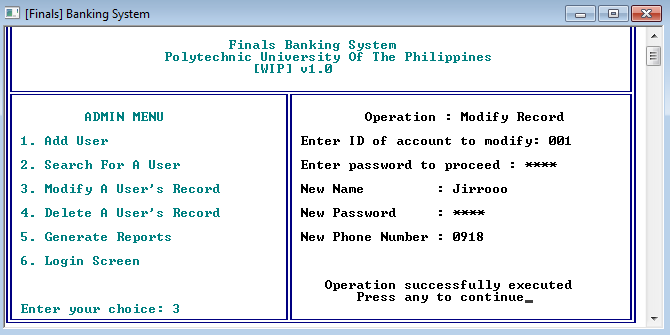 [Finals] Banking System
Finals Banking System
Polytechnic University Of The Philippines
[WIP] v1.0
ADMIN MENU
1. Add User
2. Search For A User
3. Modify A User's Record
4. Delete A User's Record
5. Generate Reports
6. Login Screen
Enter your choice: 3
Operation : Modify Record
Enter ID of account to modify: 001
Enter password to proceed : ****
New Name : Jirrooo
New Password : ****
New Phone Number : 0918
Operation successfully executed
Press any to continue_